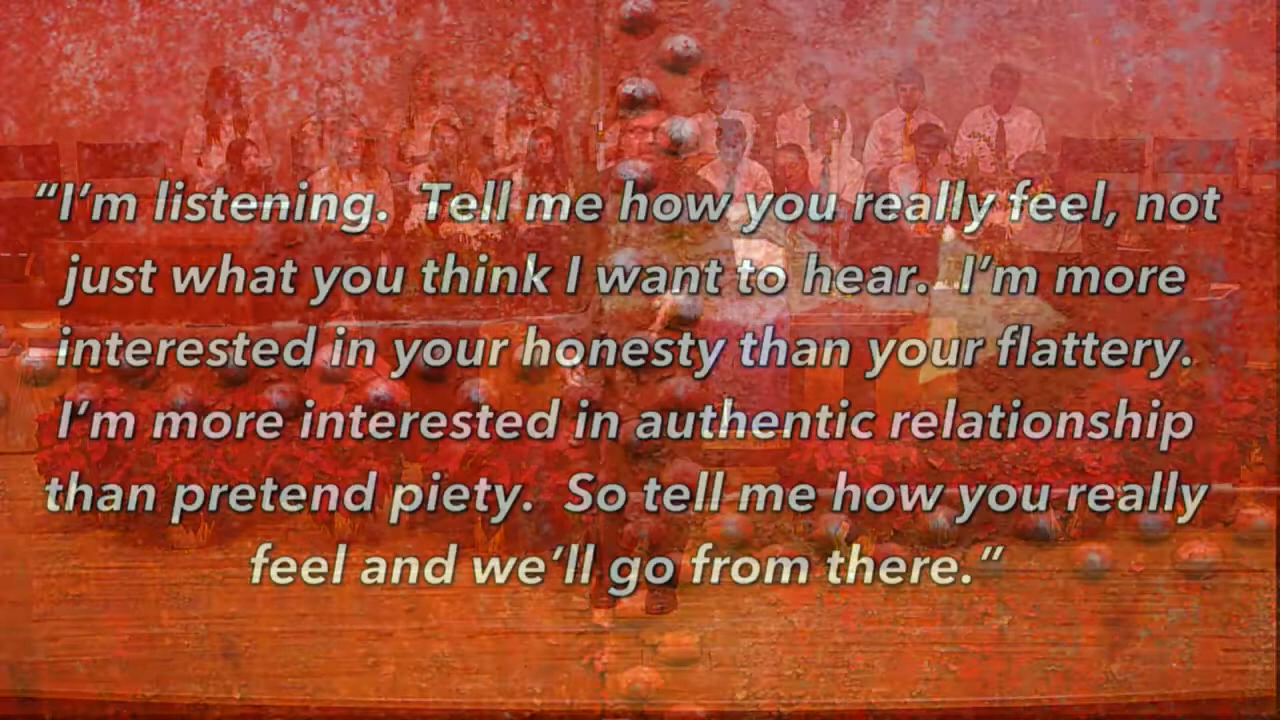 “I’m listening.  Tell me how you really feel, not
just what you think I want to hear.  I’m more
interested in your honesty than your flattery.
I’m more interested in authentic relationship
than pretend piety.  So tell me how you really
feel and we’ll go from there.”